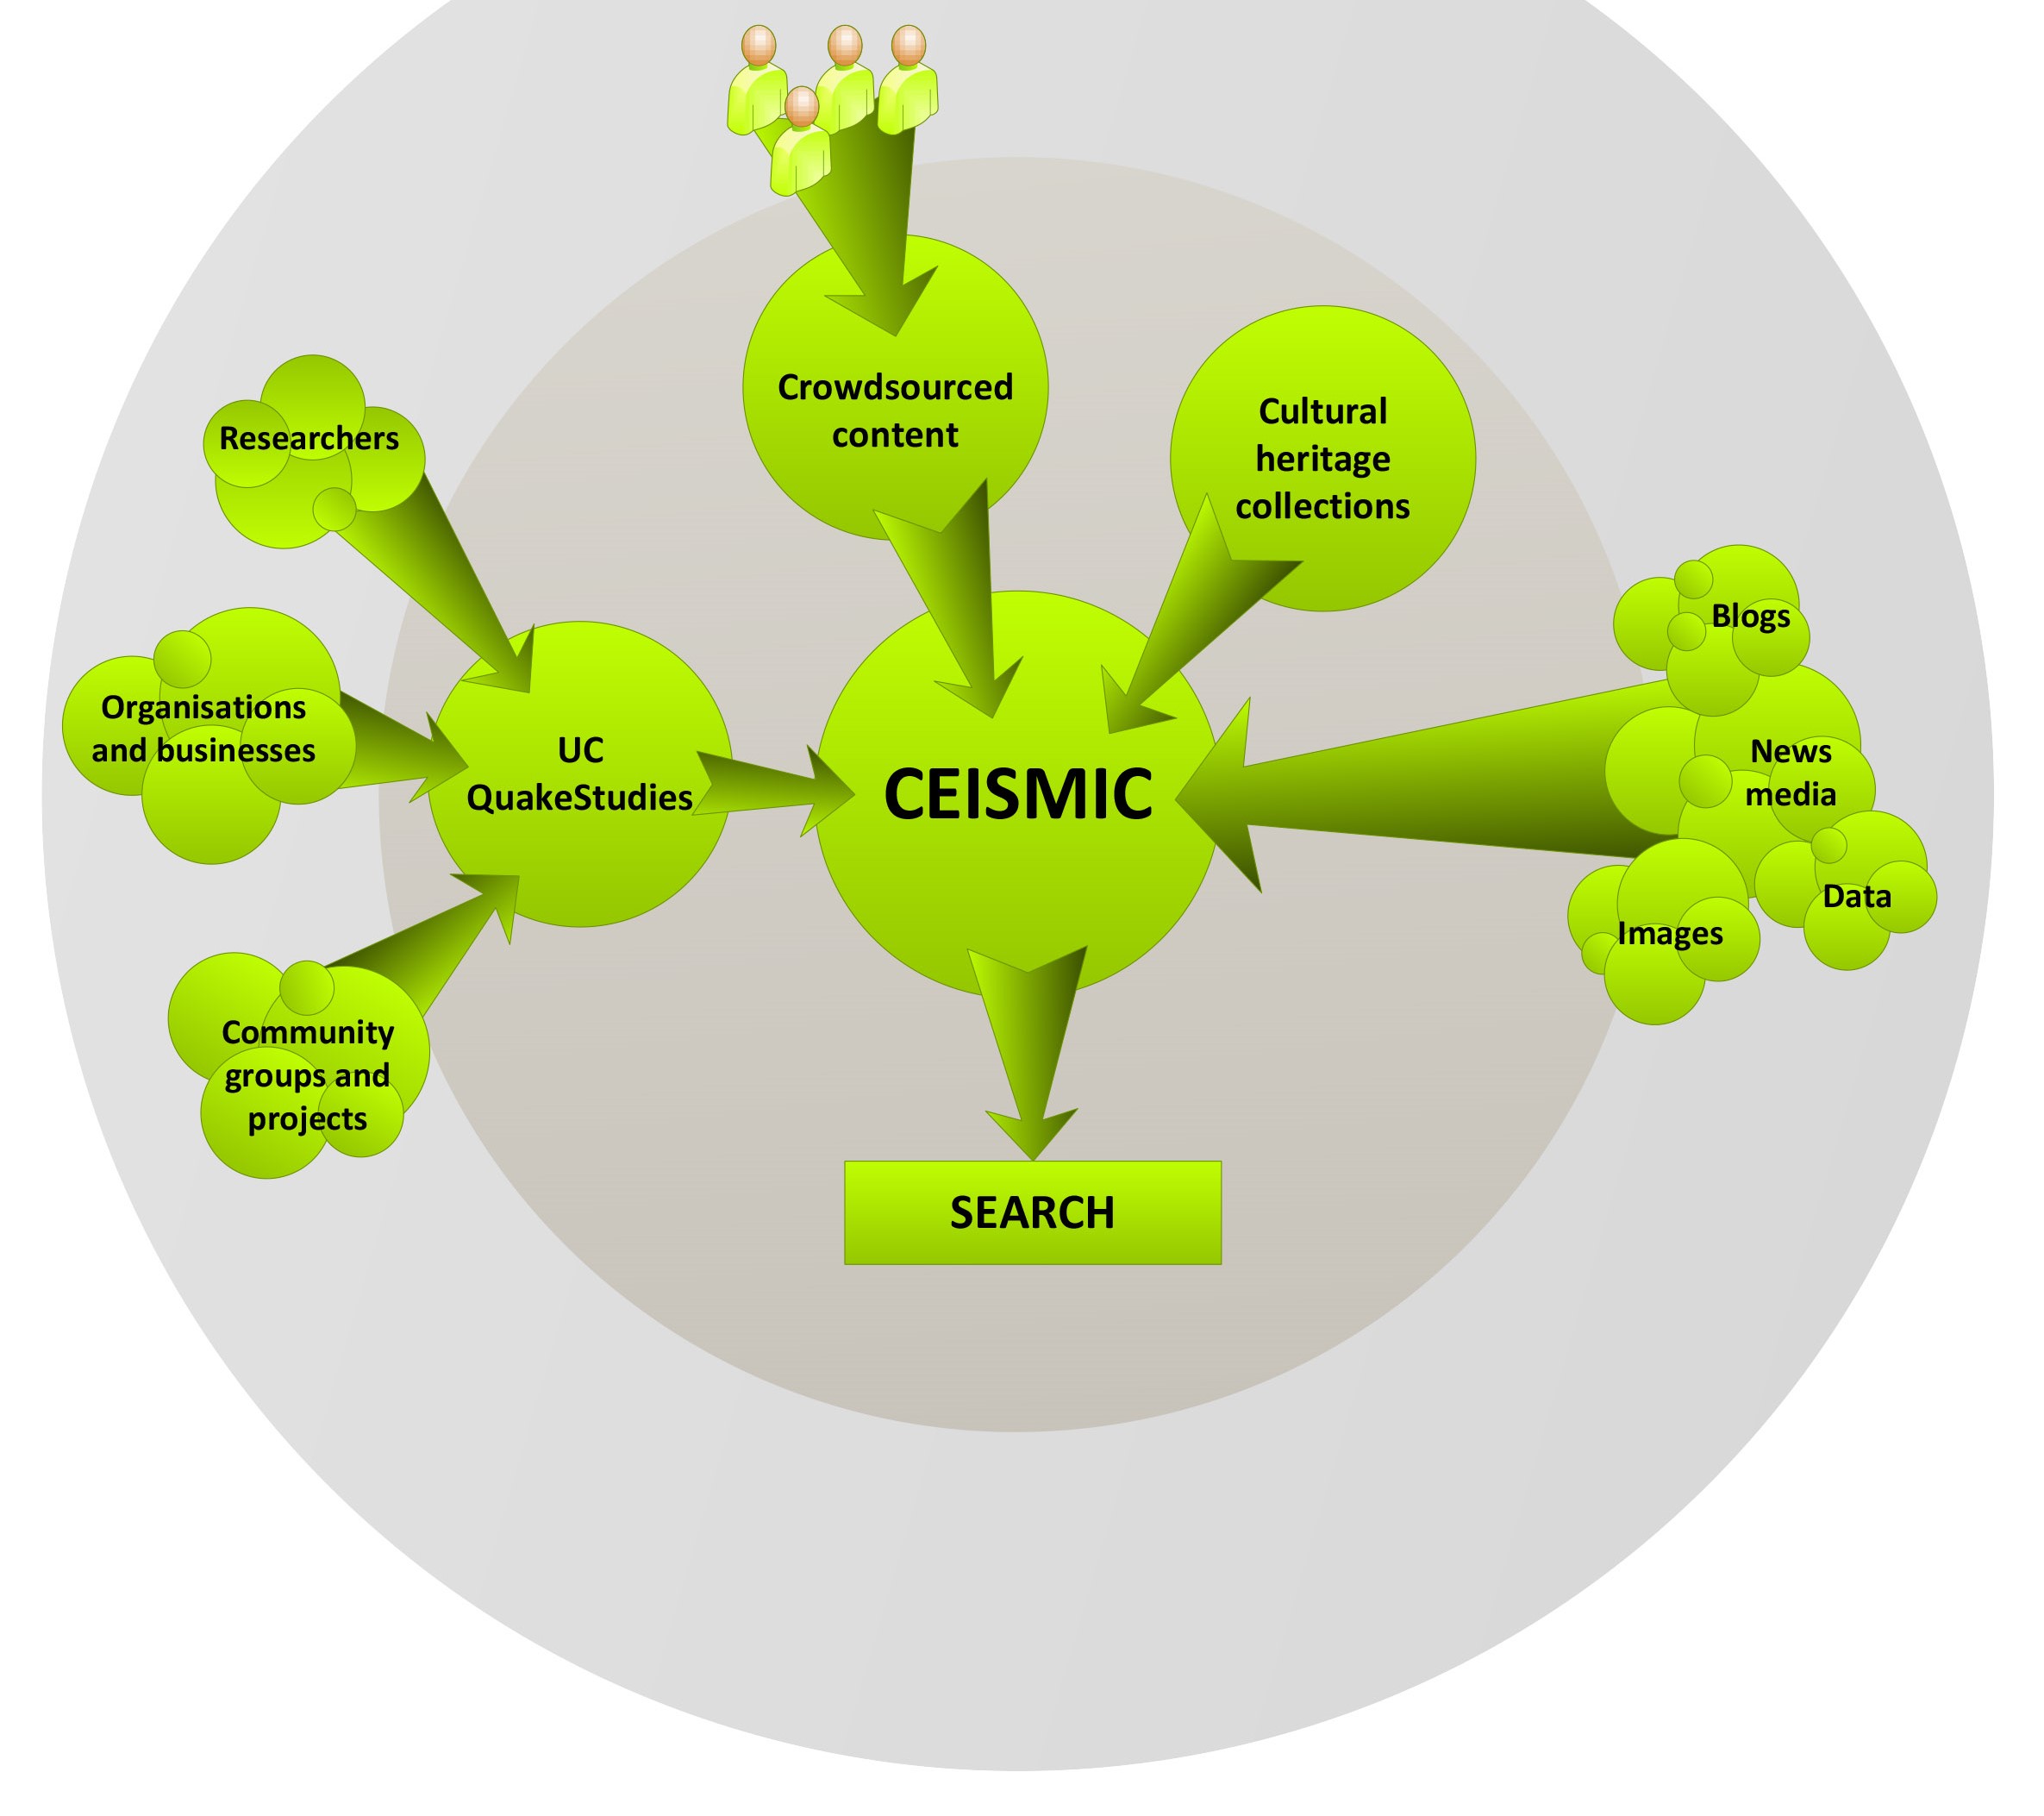 Crowdsourced
content
Cultural
heritage
collections
Researchers
Organisations
and businesses
UC
QuakeStudies
CEISMIC
Blogs
News
media
Data
Images
Community
groups and
projects
SEARCH